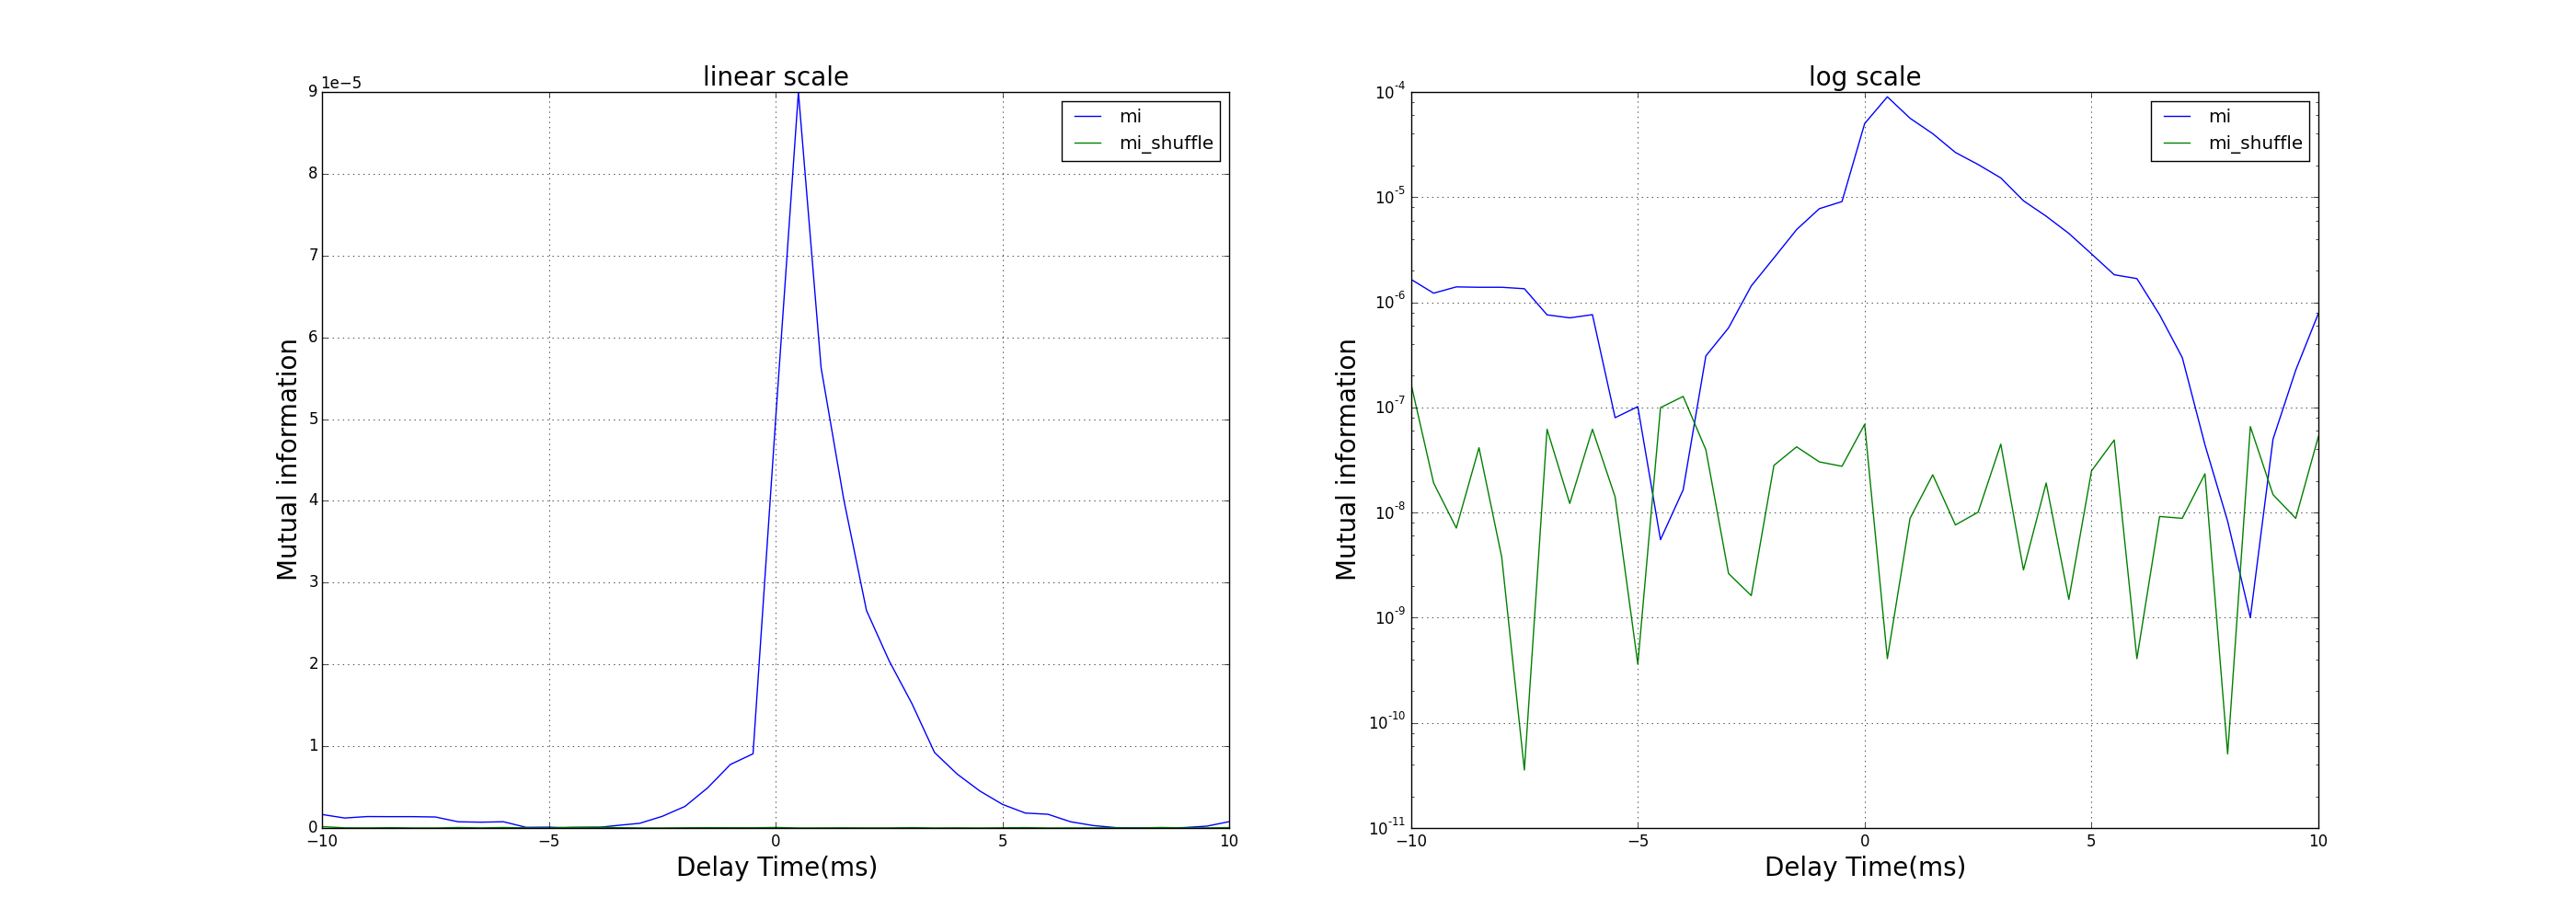 linear scale
1e−5
9
8
7
6
5
4
3
2
1
0
−10
−5
0
5
10
Mutual information
Delay Time(ms)
mi
mi_shuffle
log scale
10-4
10-5
10-6
10-7
10-8
10-9
10-10
10-11
−10
−5
0
5
10
Mutual information
Delay Time(ms)
mi
mi_shuffle